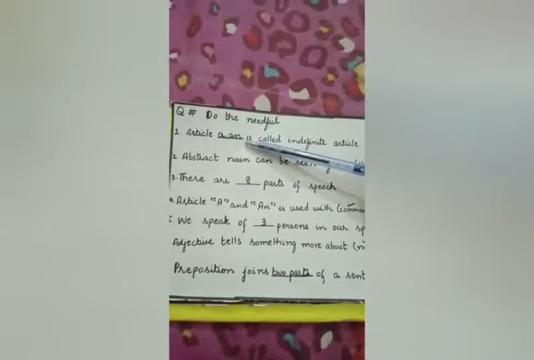 Q # Do the needful
1. Article a, an is called indefinite article
2. Abstract noun can be
3. There are 8 parts of speech
4. Article "A" and "An" is used with (common
: We speak of 3 persons in our sp
Adjective tells something more about (n
Preposition joins two parts of a sent